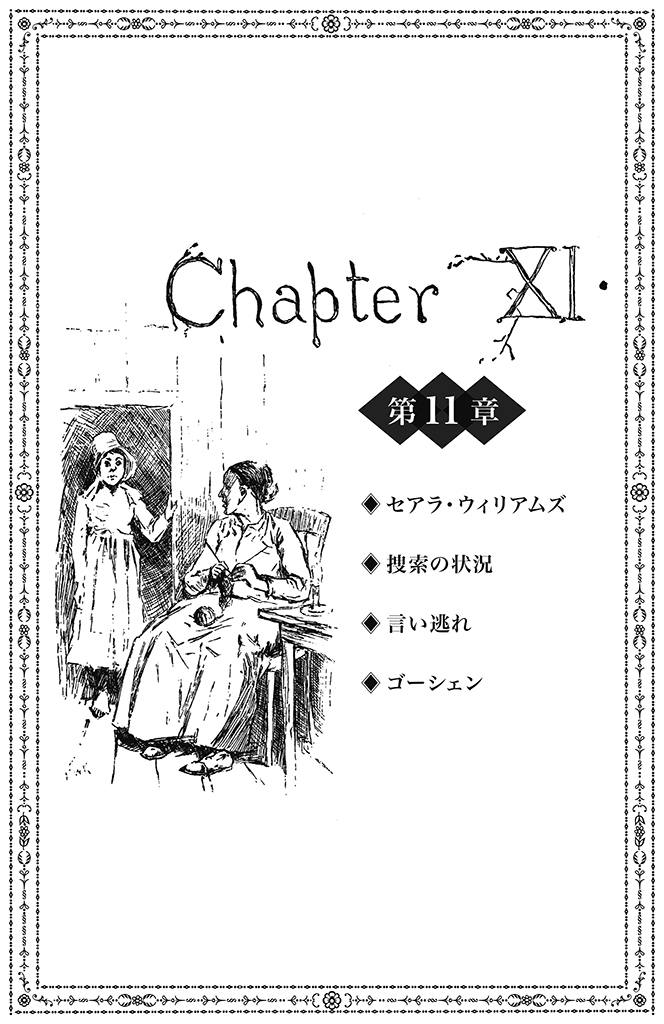 Chapter XI.
第11章
◈ セアラ・ウィリアムズ
◈ 捜索の状況
◈ 言い逃れ
◈ ゴーシェン